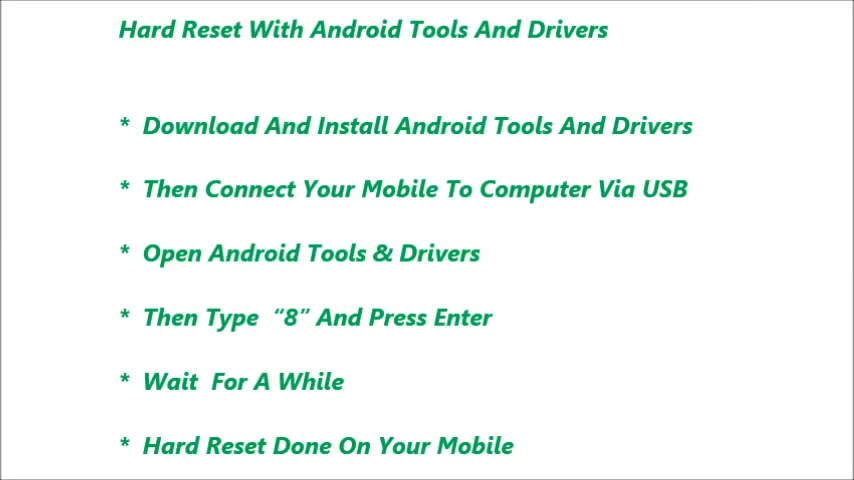 Hard Reset With Android Tools And Drivers
* Download And Install Android Tools And Drivers
* Then Connect Your Mobile To Computer Via USB
* Open Android Tools & Drivers
* Then Type “8” And Press Enter
* Wait For A While
* Hard Reset Done On Your Mobile